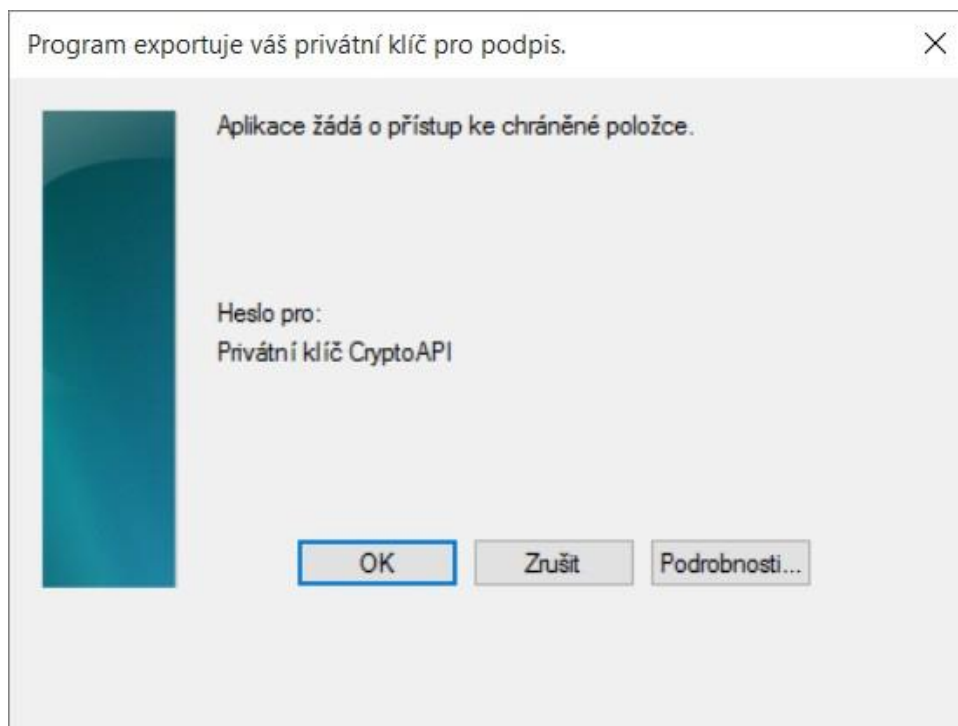 Program exportuje váš privátní klíč pro podpis.
Aplikace žádá o přístup ke chráněné položce.
Heslo pro:
Privátní klíč CryptoAPI
OK
Zrušit
Podrobnosti...